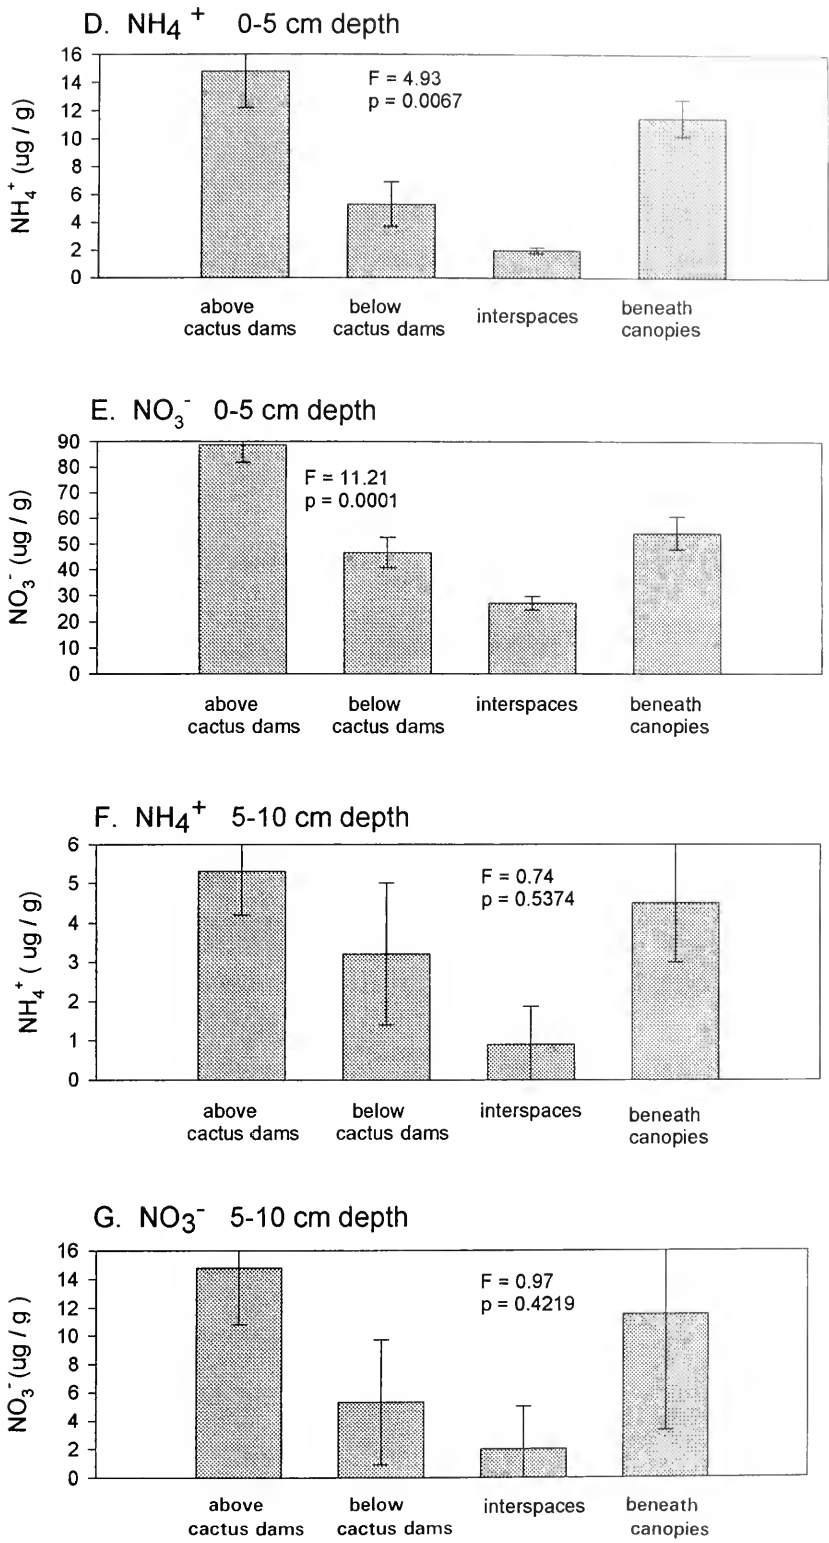 D. NH4 + 0-5 cm depth
NH4+ (ug / g)
16
14
12
10
8
6
4
2
0
F = 4.93
p = 0.0067
above
cactus dams
below
cactus dams
interspaces
beneath
canopies
E. NO3- 0-5 cm depth
NO3- (ug / g)
90
80
70
60
50
40
30
20
10
0
F = 11.21
p = 0.0001
above
cactus dams
below
cactus dams
interspaces
beneath
canopies
F. NH4+ 5-10 cm depth
NH4+ ( ug / g)
6
5
4
3
2
1
0
F = 0.74
p = 0.5374
above
cactus dams
below
cactus dams
interspaces
beneath
canopies
G. NO3- 5-10 cm depth
NO3- (ug / g )
16
14
12
10
8
6
4
2
0
F = 0.97
p = 0.4219
above
cactus dams
below
cactus dams
interspaces
beneath
canopies